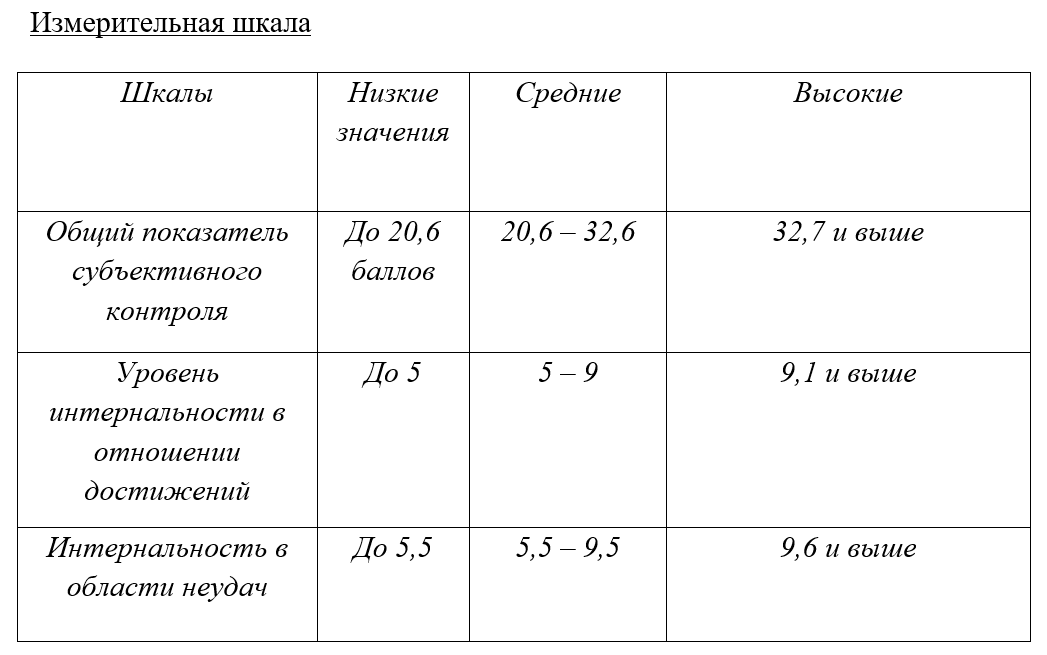 Измерительная шкала
Шкалы
Низкие
значения
Средние
Высокие
Общий показатель
субъективного
контроля
До 20,6
баллов
20,6 – 32,6
32,7 и выше
Уровень
интернальности в
отношении
достижений
До 5
5 – 9
9,1 и выше
Интернальность в
области неудач
До 5,5
5,5 – 9,5
9,6 и выше